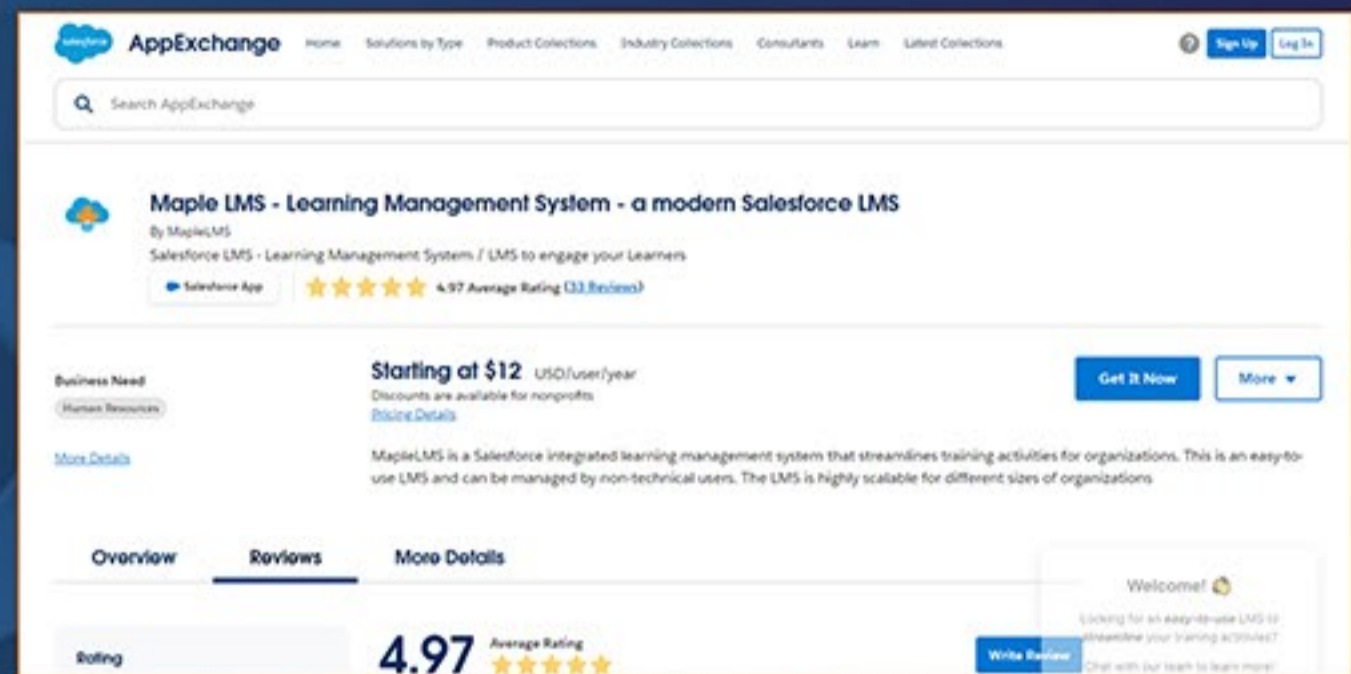 salesforce AppExchange Home Solutions by Type Product Collections Industry Collections Consultants Learn Latest Collections ? Sign Up Log In
Search AppExchange
Maple LMS - Learning Management System - a modern Salesforce LMS
By MapleLMS
Salesforce LMS - Learning Management System / LMS to engage your Learners
Salesforce App 4.97 Average Rating (33 Reviews)
Business Need
Human Resources
More Details
Starting at $12 USD/user/year
Discounts are available for nonprofits
Pricing Details
Get It Now More
MapleLMS is a Salesforce integrated learning management system that streamlines training activities for organizations. This is an easy-to-
use LMS and can be managed by non-technical users. The LMS is highly scalable for different sizes of organizations
Overview Reviews More Details
Rating
4.97 Average Rating
Write Review
Welcome!
Looking for an easy-to-use LMS to
streamline your training activities?
Chat with our team to learn more!